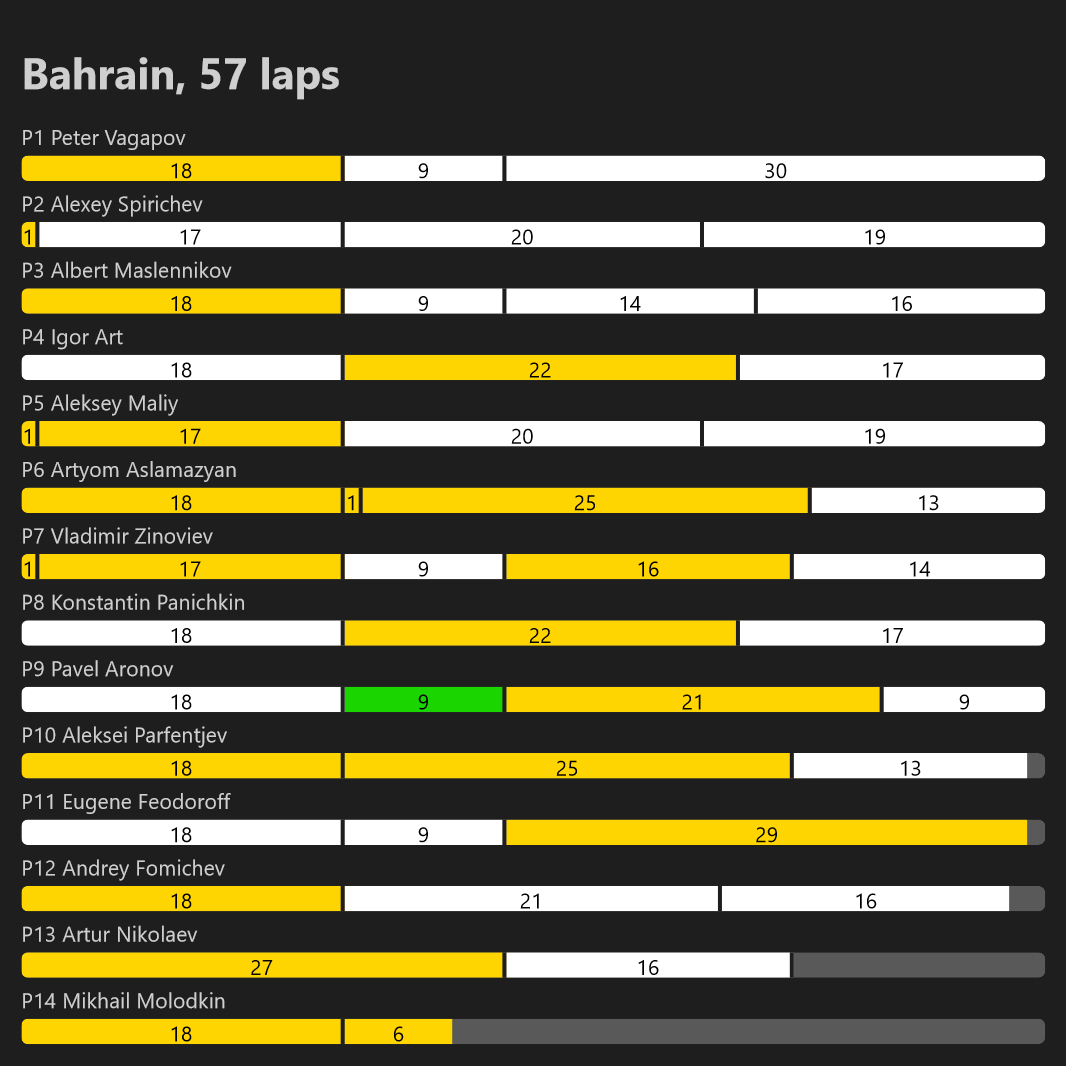 Bahrain, 57 laps
P1 Peter Vagapov
18 9 30
P2 Alexey Spirichev
1 17 20 19
P3 Albert Maslennikov
18 9 14 16
P4 Igor Art
18 22 17
P5 Aleksey Maliy
1 17 20 19
P6 Artyom Aslamazyan
18 1 25 13
P7 Vladimir Zinoviev
1 17 9 16 14
P8 Konstantin Panichkin
18 22 17
P9 Pavel Aronov
18 9 21 9
P10 Aleksei Parfentjev
18 25 13
P11 Eugene Feodoroff
18 9 29
P12 Andrey Fomichev
18 21 16
P13 Artur Nikolaev
27 16
P14 Mikhail Molodkin
18 6